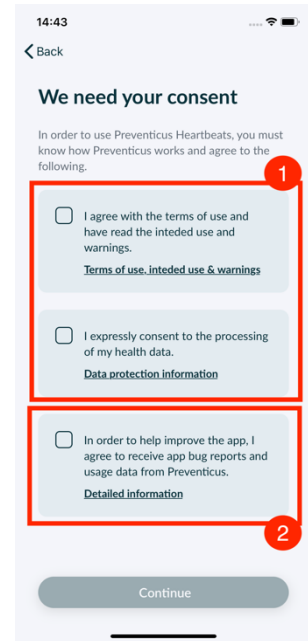 14:43
Back
We need your consent
In order to use Preventicus Heartbeats, you must
know how Preventicus works and agree to the
following.
1
I agree with the terms of use and
have read the inteded use and
warnings.
Terms of use, inteded use & warnings
I expressly consent to the processing
of my health data.
Data protection information
In order to help improve the app, I
agree to receive app bug reports and
usage data from Preventicus.
Detailed information
2
Continue